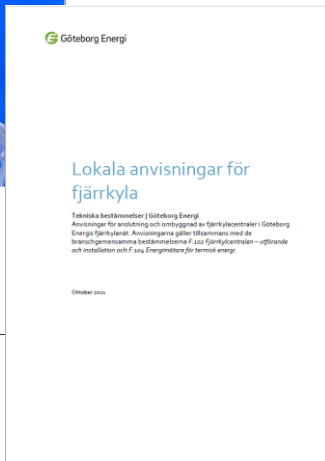 Göteborg Energi
Lokala anvisningar för
fjärrkyla
Tekniska bestämmelser | Göteborg Energi
Anvisningar för anslutning och ombyggnad av fjärrkylacentraler i Göteborg
Energis fjärrkylanät. Anvisningarna gäller tillsammans med de
branschgemensamma bestämmelserna F:102 Fjärrkylcentralen – utförande
och installation och F:104 Energimätare för termisk energi.
Oktober 2021